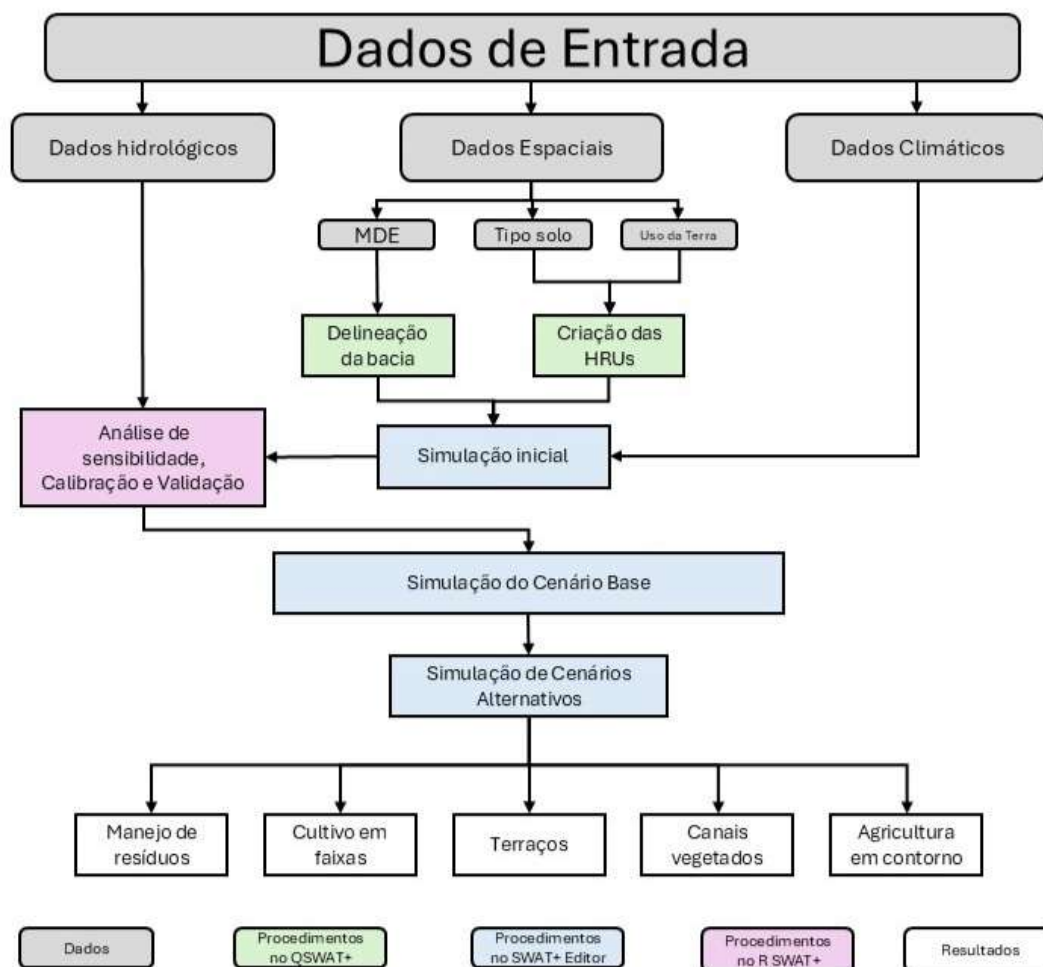 Dados de Entrada
Dados hidrológicos
Dados Espaciais
Dados Climáticos
MDE
Tipo solo
Uso da Terra
Delineação
da bacia
Criação das
HRUs
Análise de
sensibilidade,
Calibração e Validação
Simulação inicial
Simulação do Cenário Base
Simulação de Cenários
Alternativos
Manejo de
resíduos
Cultivo em
faixas
Terraços
Canais
vegetados
Agricultura
em contorno
Dados
Procedimentos
no QSWAT+
Procedimentos
no SWAT+ Editor
Procedimentos
no R SWAT+
Resultados